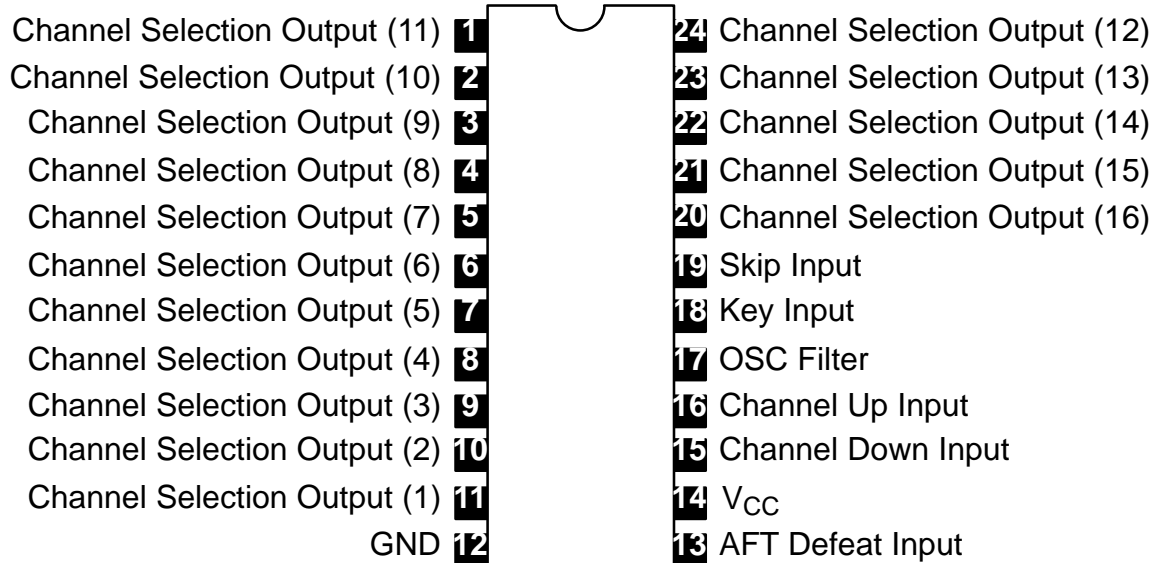 Channel Selection Output (11) 1 24 Channel Selection Output (12)
Channel Selection Output (10) 2 23 Channel Selection Output (13)
Channel Selection Output (9) 3 22 Channel Selection Output (14)
Channel Selection Output (8) 4 21 Channel Selection Output (15)
Channel Selection Output (7) 5 20 Channel Selection Output (16)
Channel Selection Output (6) 6 19 Skip Input
Channel Selection Output (5) 7 18 Key Input
Channel Selection Output (4) 8 17 OSC Filter
Channel Selection Output (3) 9 16 Channel Up Input
Channel Selection Output (2) 10 15 Channel Down Input
Channel Selection Output (1) 11 14 VCC
GND 12 13 AFT Defeat Input